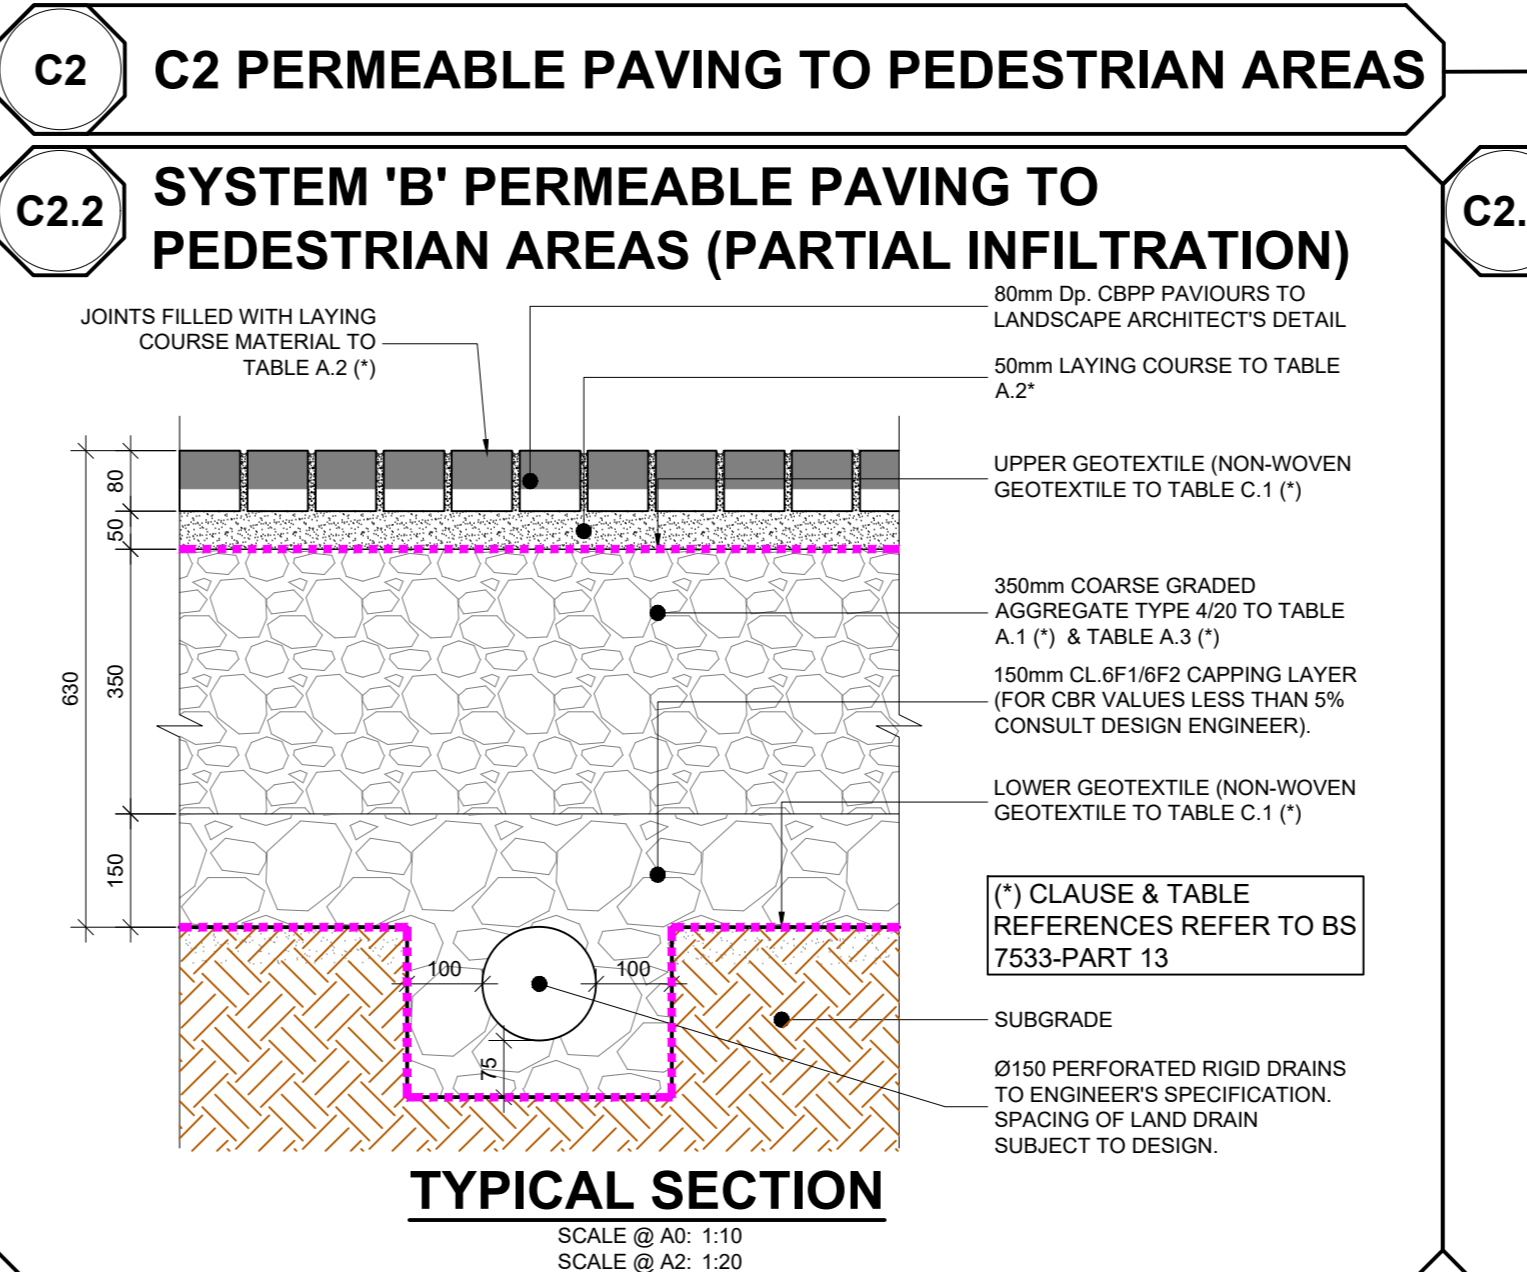 C2
C2 PERMEABLE PAVING TO PEDESTRIAN AREAS
C2.2
SYSTEM 'B' PERMEABLE PAVING TO
PEDESTRIAN AREAS (PARTIAL INFILTRATION)
C2.
JOINTS FILLED WITH LAYING
COURSE MATERIAL TO
TABLE A.2 (*)
80mm Dp. CBPP PAVIOURS TO
LANDSCAPE ARCHITECT'S DETAIL
50mm LAYING COURSE TO TABLE
A.2*
UPPER GEOTEXTILE (NON-WOVEN
GEOTEXTILE TO TABLE C.1 (*)
350mm COARSE GRADED
AGGREGATE TYPE 4/20 TO TABLE
A.1 (*) & TABLE A.3 (*)
150mm CL.6F1/6F2 CAPPING LAYER
(FOR CBR VALUES LESS THAN 5%
CONSULT DESIGN ENGINEER).
LOWER GEOTEXTILE (NON-WOVEN
GEOTEXTILE TO TABLE C.1 (*)
(*) CLAUSE & TABLE
REFERENCES REFER TO BS
7533-PART 13
SUBGRADE
Ø150 PERFORATED RIGID DRAINS
TO ENGINEER'S SPECIFICATION.
SPACING OF LAND DRAIN
SUBJECT TO DESIGN.
80
50
350
630
150
100
100
75
TYPICAL SECTION
SCALE @ A0: 1:10
SCALE @ A2: 1:20